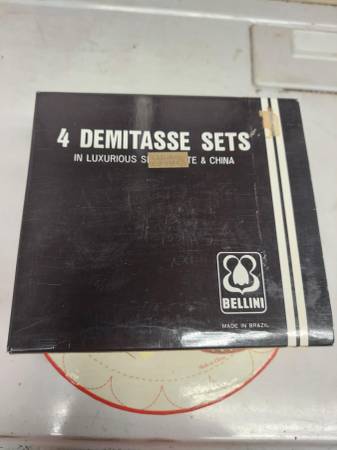 4 DEMITASSE SETS
IN LUXURIOUS & CHINA
BELLINI
MADE IN BRAZIL